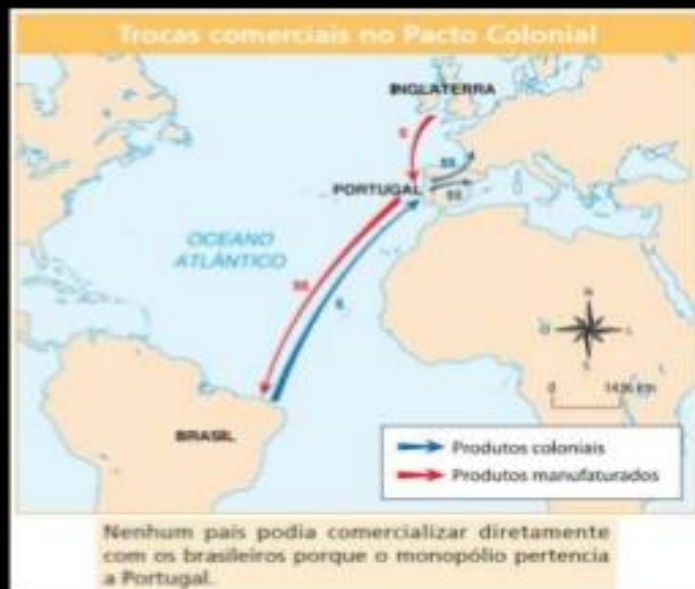 Trocas comerciais no Pacto Colonial
INGLATERRA
$
$$
PORTUGAL
$$
OCEANO
ATLÂNTICO
$$
$
N
O
L
S
0
BRASIL
Produtos coloniais
Produtos manufaturados
Nenhum país podia comercializar diretamente
com os brasileiros porque o monopólio pertencia
a Portugal.